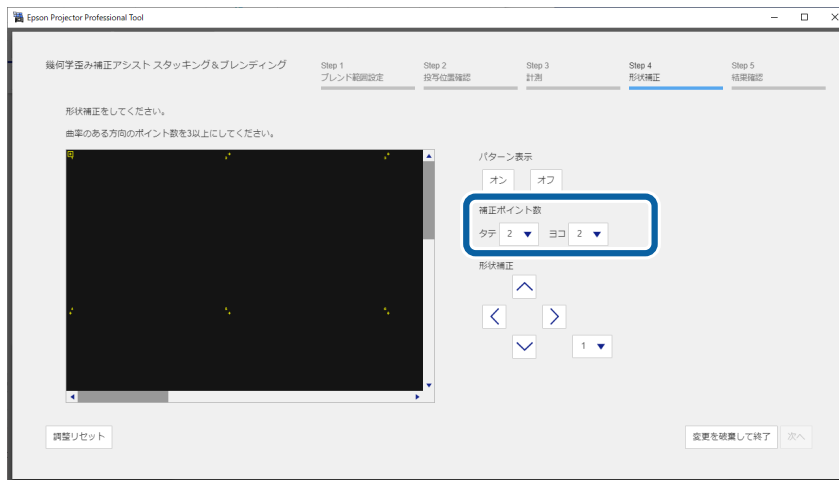 Epson Projector Professional Tool
幾何学歪み補正アシスト スタッキング＆ブレンディング
Step 1
ブレンド範囲設定
Step 2
投写位置確認
Step 3
計測
Step 4
形状補正
Step 5
結果確認
形状補正をしてください。
曲率のある方向のポイント数を3以上にしてください。
パターン表示
オン オフ
補正ポイント数
タテ 2 ▼ ヨコ 2 ▼
形状補正
1 ▼
調整リセット
変更を破棄して終了 次へ